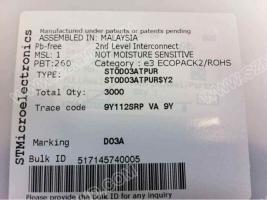 Manufactured under patents or patents pending
ASSEMBLED IN: MALAYSIA
Pb-free 2nd Level Interconnect
MSL: 1 NOT MOISTURE SENSITIVE
PBT:260 Category : e3 ECOPACK2/ROHS
TYPE: STOD03ATPUR
STOD03ATPUR$Y2
Total Qty: 3000
Trace code 9Y1125RP VA 9Y
Marking D03A
Bulk ID 517145740005
STMicroelectronics